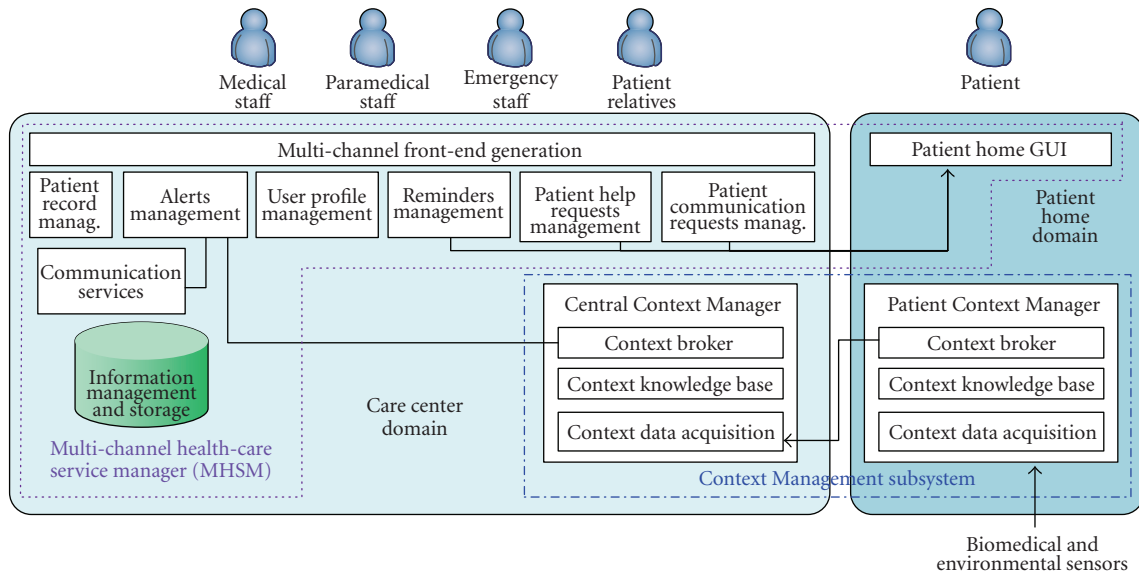 Medical
staff
Paramedical
staff
Emergency
staff
Patient
relatives
Patient
Multi-channel front-end generation
Patient home GUI
Patient
record
manag.
Alerts
management
User profile
management
Reminders
management
Patient help
requests
management
Patient
communication
requests manag.
Patient
home
domain
Communication
services
Central Context Manager
Context broker
Context knowledge base
Context data acquisition
Patient Context Manager
Context broker
Context knowledge base
Context data acquisition
Information
management
and storage
Care center
domain
Multi-channel health-care
service manager (MHSM)
Context Management subsystem
Biomedical and
environmental sensors